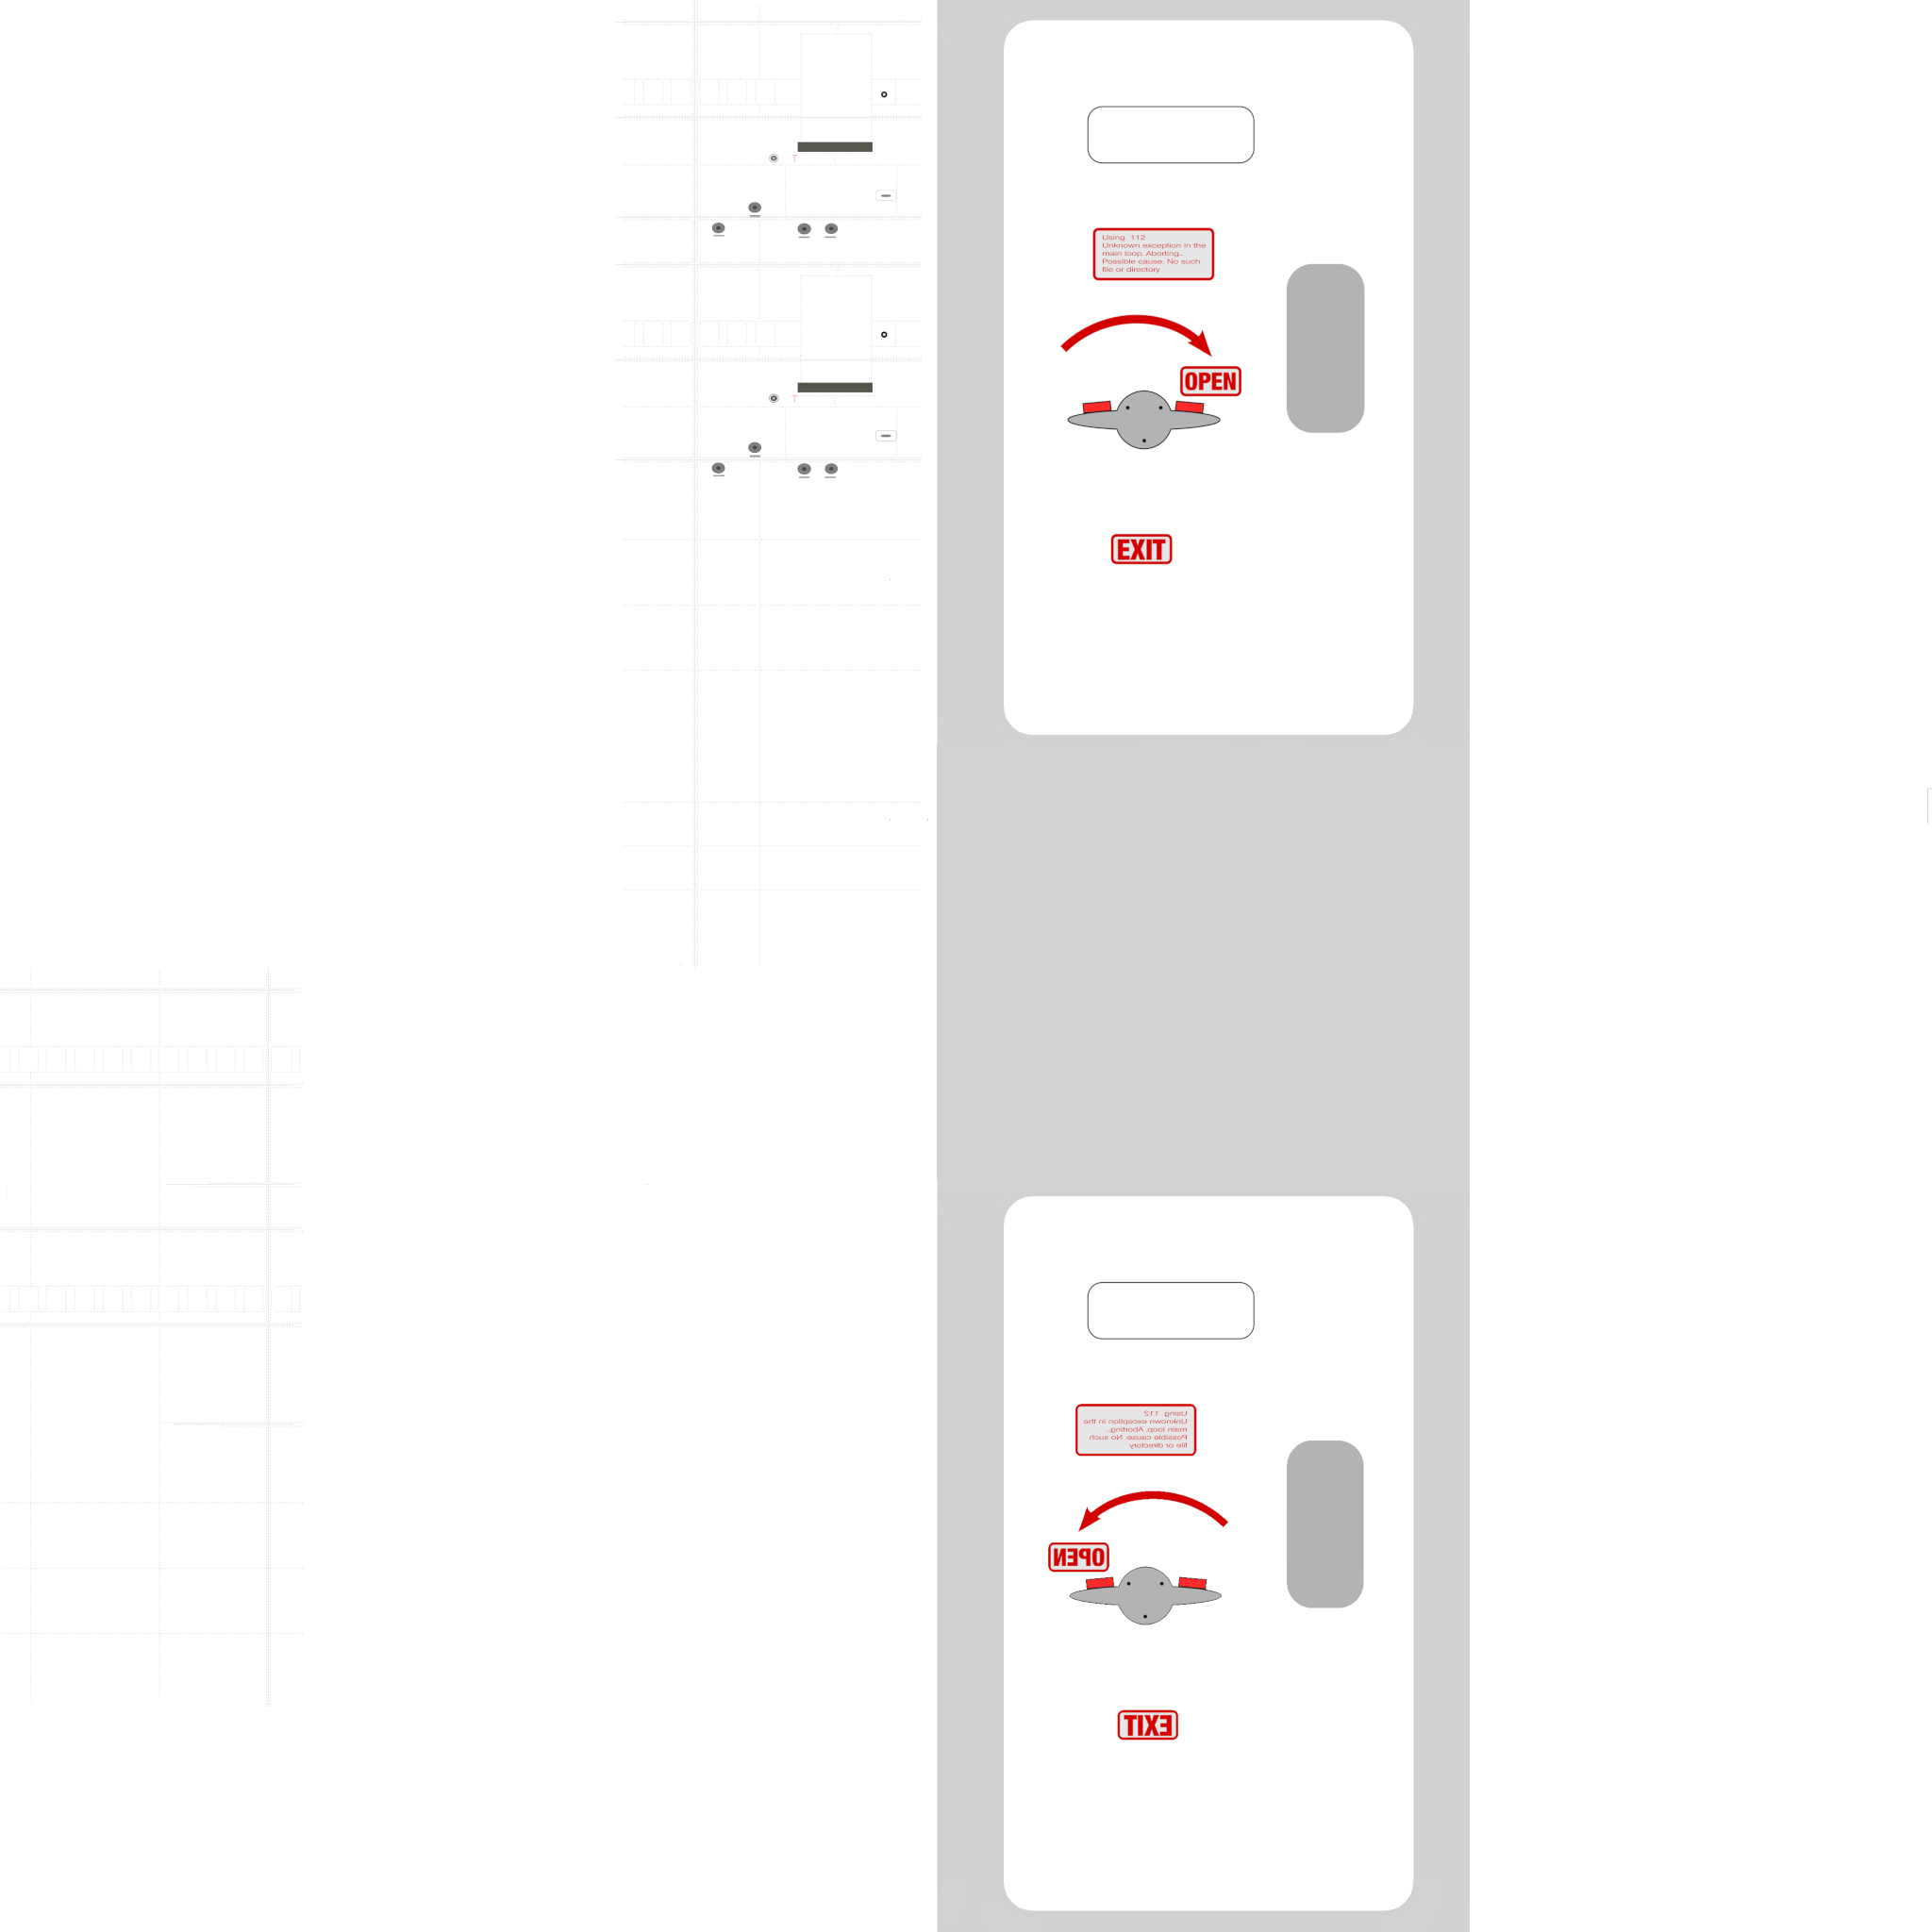 Using 112
Unknown exception in the
main loop. Aborting...
Possible cause: No such
file or directory
OPEN
EXIT
T
T
Using 112
Unknown exception in the
main loop. Aborting...
Possible cause: No such
file or directory
OPEN
EXIT